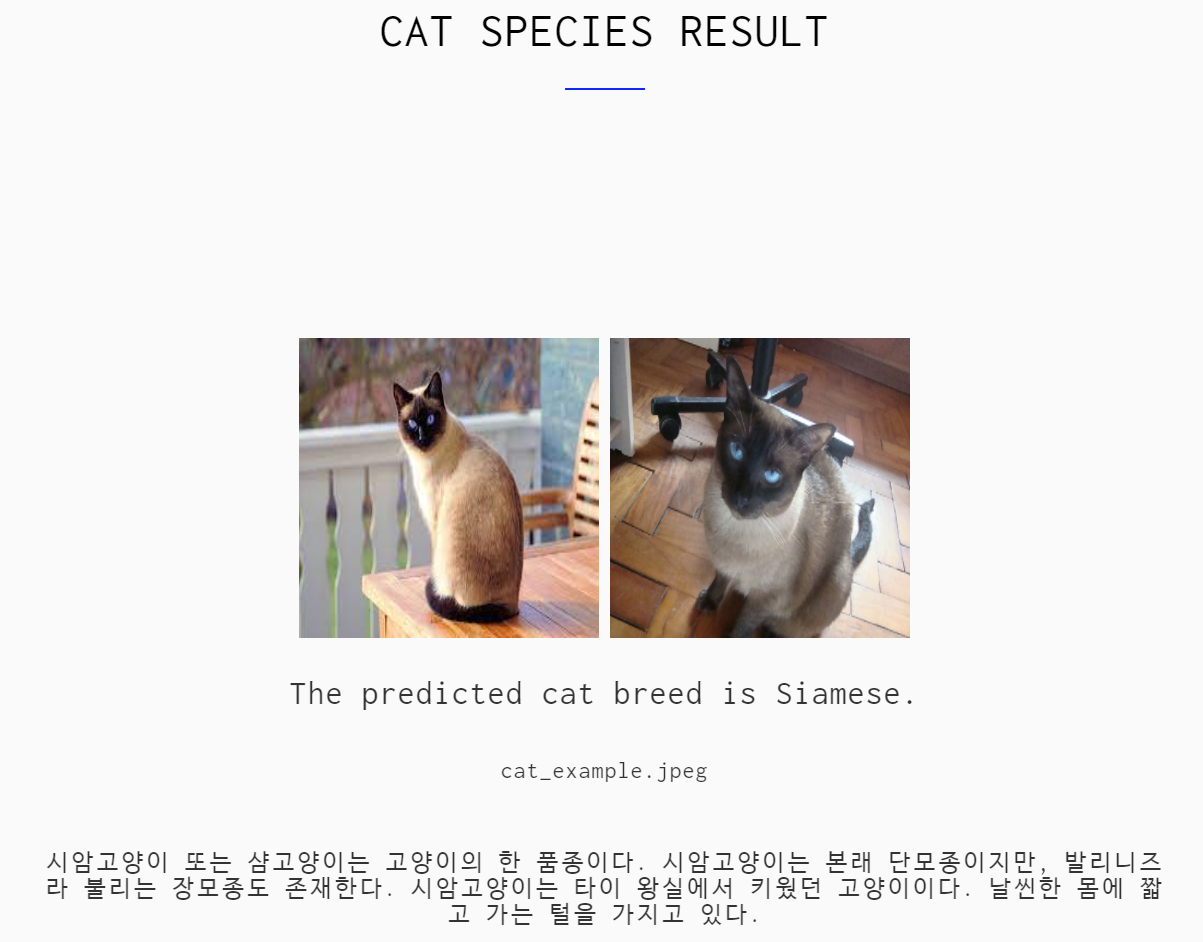 CAT SPECIES RESULT
The predicted cat breed is Siamese.
cat_example.jpeg
시암고양이 또는 샴고양이는 고양이의 한 품종이다. 시암고양이는 본래 단모종이지만, 발리니즈
라 불리는 장모종도 존재한다. 시암고양이는 타이 왕실에서 키웠던 고양이이다. 날씬한 몸에 짧
고 가는 털을 가지고 있다.